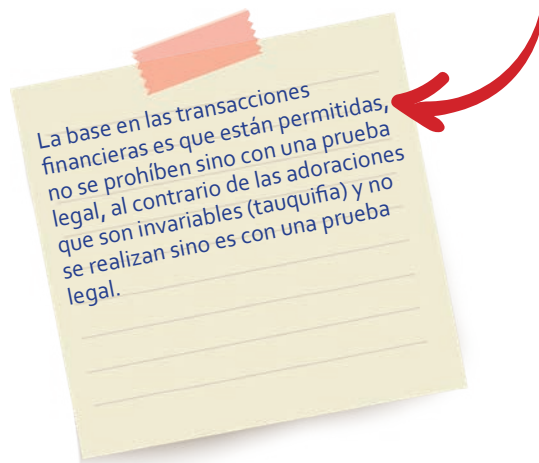 La base en las transacciones
financieras es que están permitidas,
no se prohíben sino con una prueba
legal, al contrario de las adoraciones
que son invariables (tauquifia) y no
se realizan sino es con una prueba
legal.